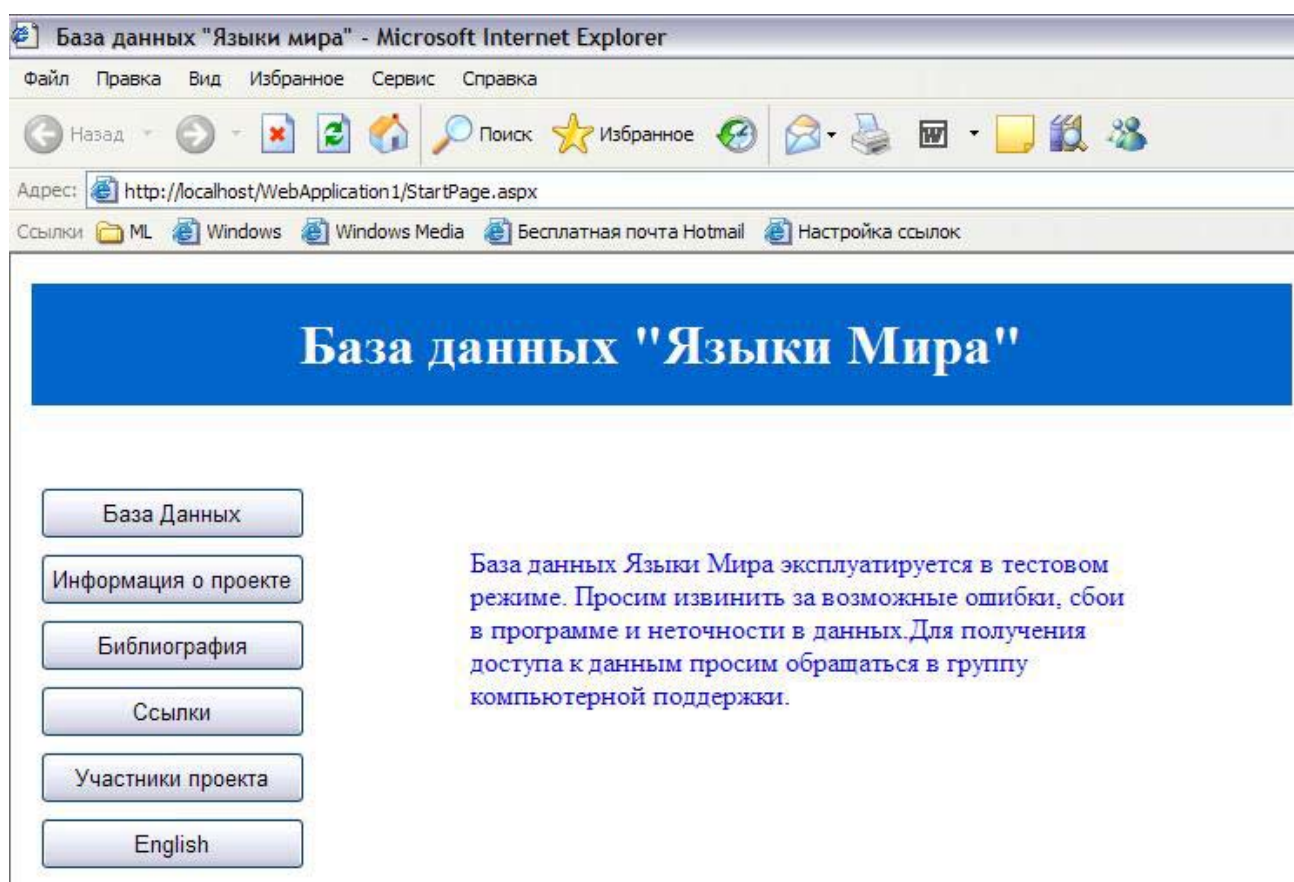 База данных "Языки мира" - Microsoft Internet Explorer
Файл Правка Вид Избранное Сервис Справка
Назад Поиск Избранное W
Адрес: http://localhost/WebApplication1/StartPage.aspx
Ссылки ML Windows Windows Media Бесплатная почта Hotmail Настройка ссылок
База данных "Языки Мира"
База Данных
Информация о проекте
Библиография
Ссылки
Участники проекта
English
База данных Языки Мира эксплуатируется в тестовом
режиме. Просим извинить за возможные ошибки, сбои
в программе и неточности в данных.Для получения
доступа к данным просим обращаться в группу
компьютерной поддержки.